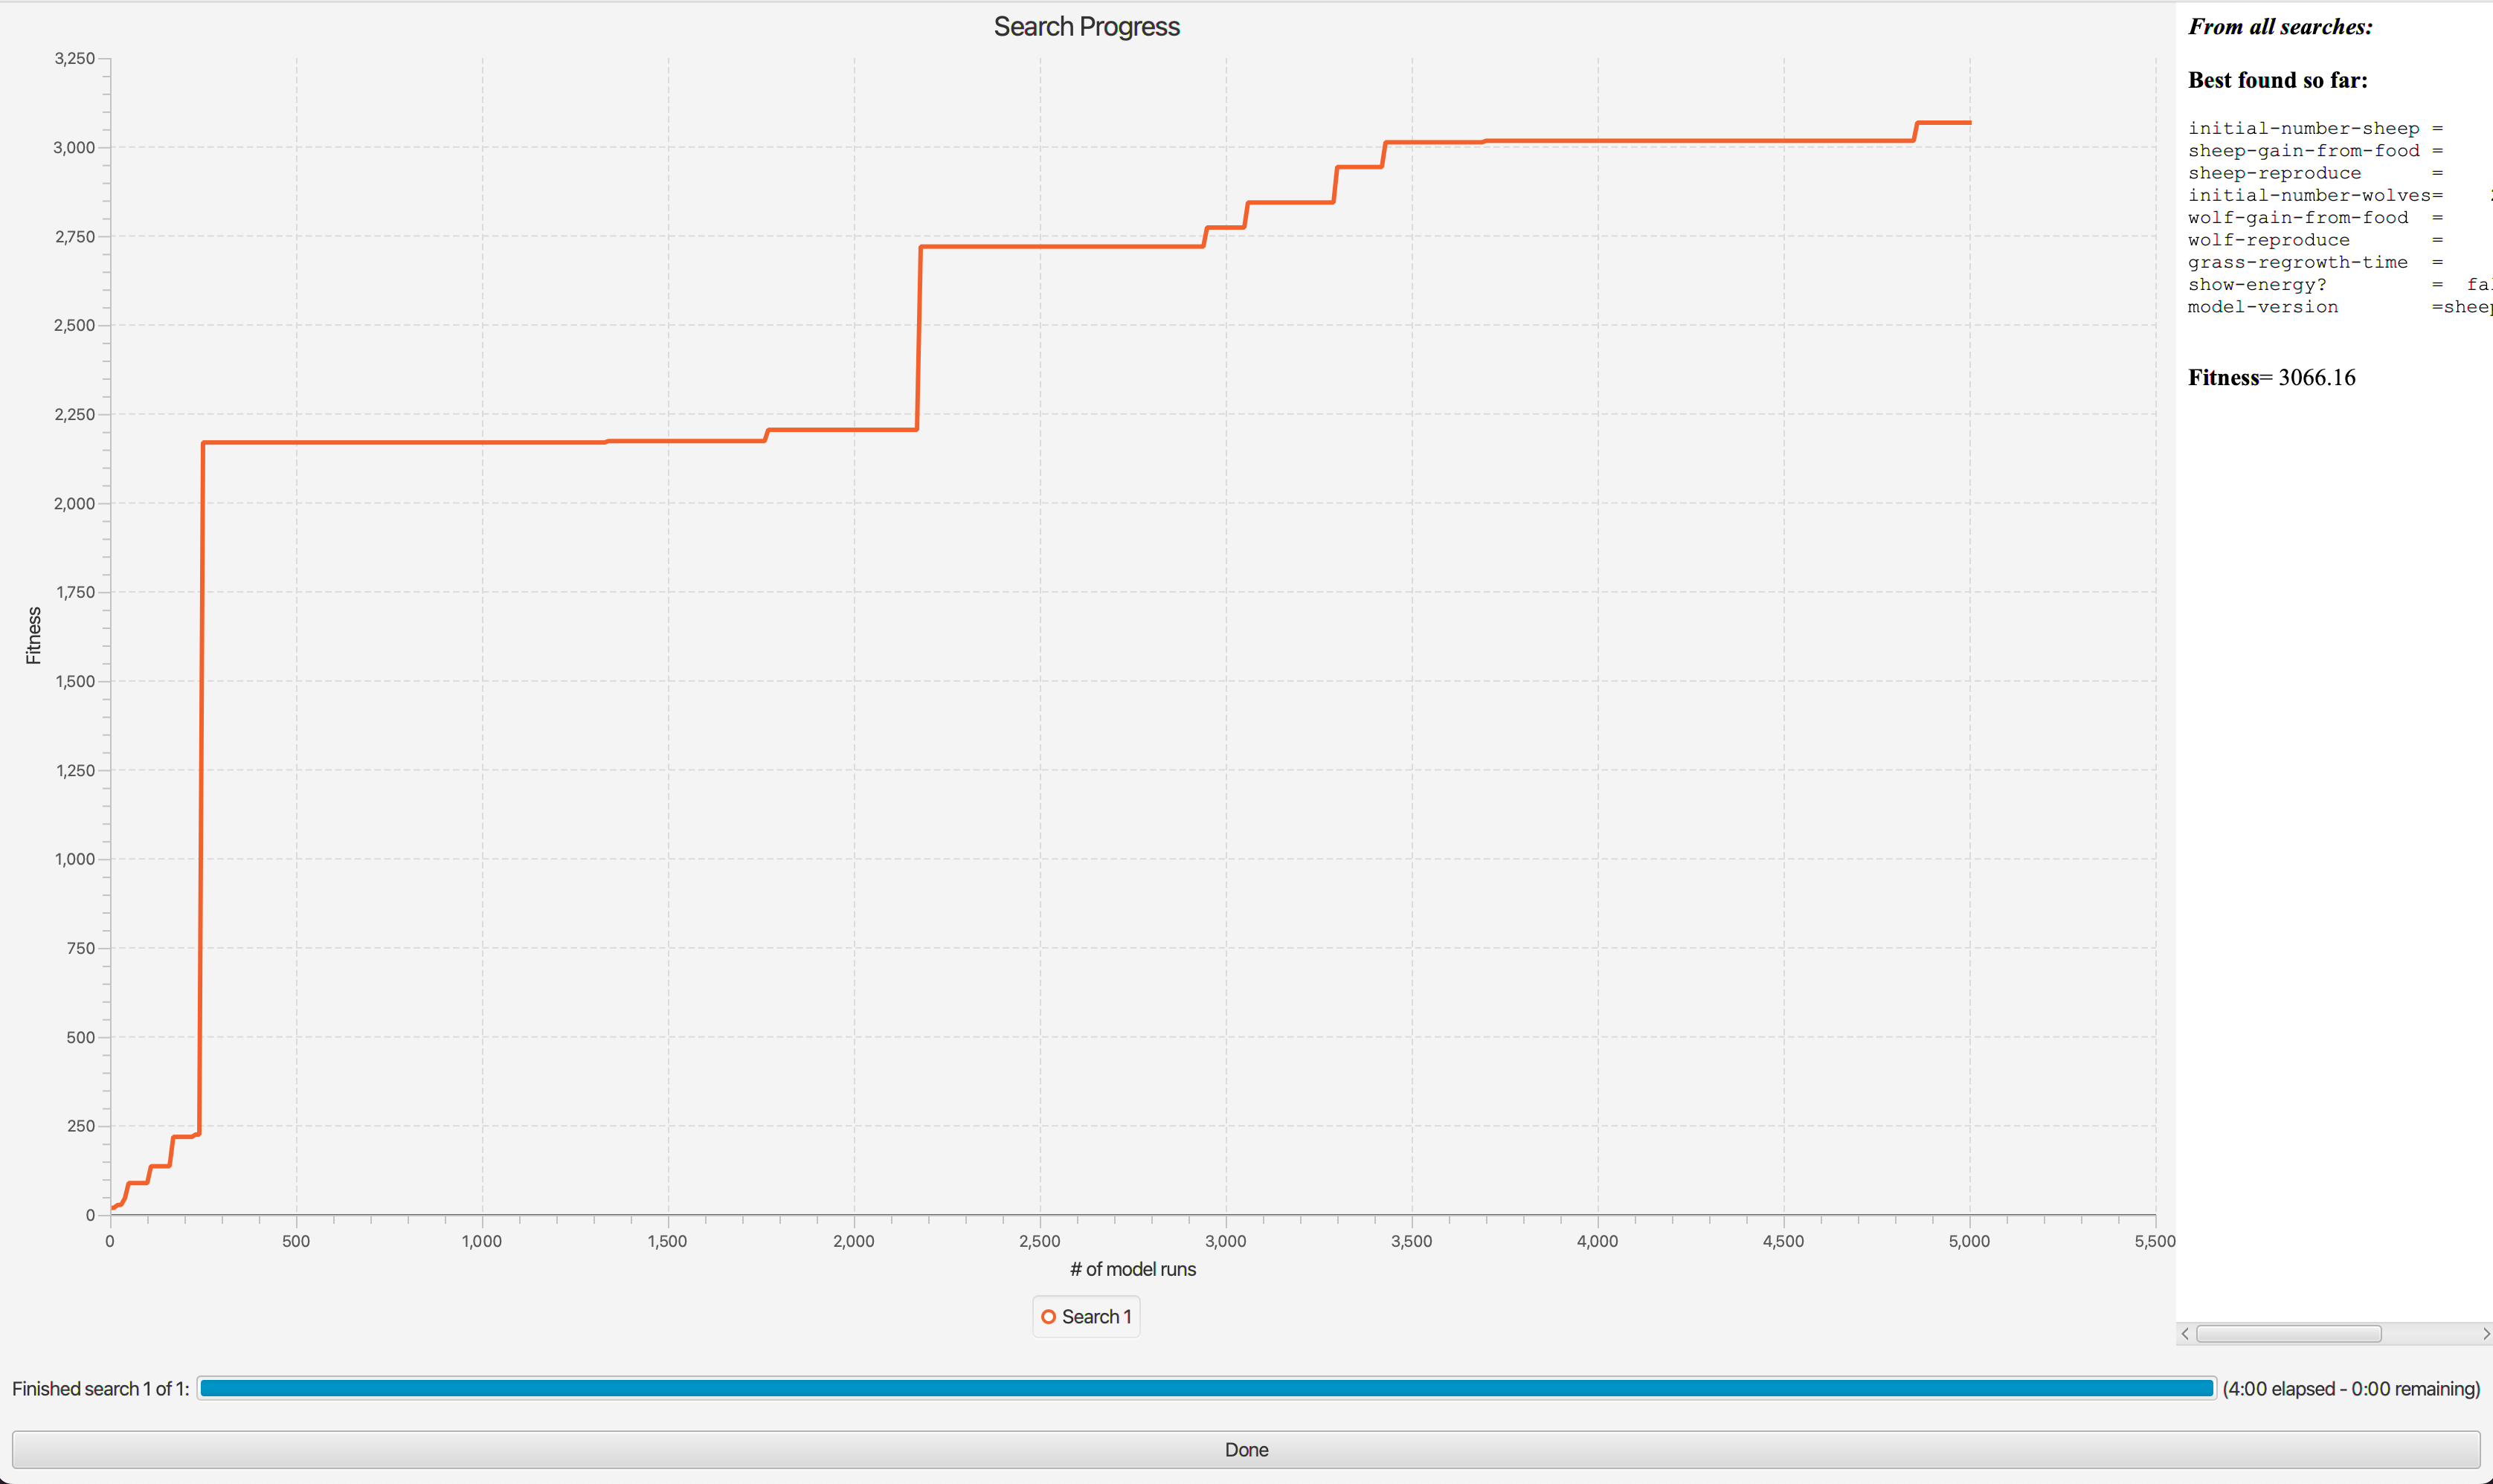 Search Progress
3,250
3,000
2,750
2,500
2,250
2,000
1,750
1,500
1,250
1,000
750
500
250
0
Fitness
0 500 1,000 1,500 2,000 2,500 3,000 3,500 4,000 4,500 5,000 5,500
# of model runs
Search 1
From all searches:
Best found so far:
initial-number-sheep =
sheep-gain-from-food =
sheep-reproduce =
initial-number-wolves=
wolf-gain-from-food =
wolf-reproduce =
grass-regrowth-time =
show-energy? =
model-version =sheep
Fitness= 3066.16
Finished search 1 of 1: (4:00 elapsed - 0:00 remaining)
Done